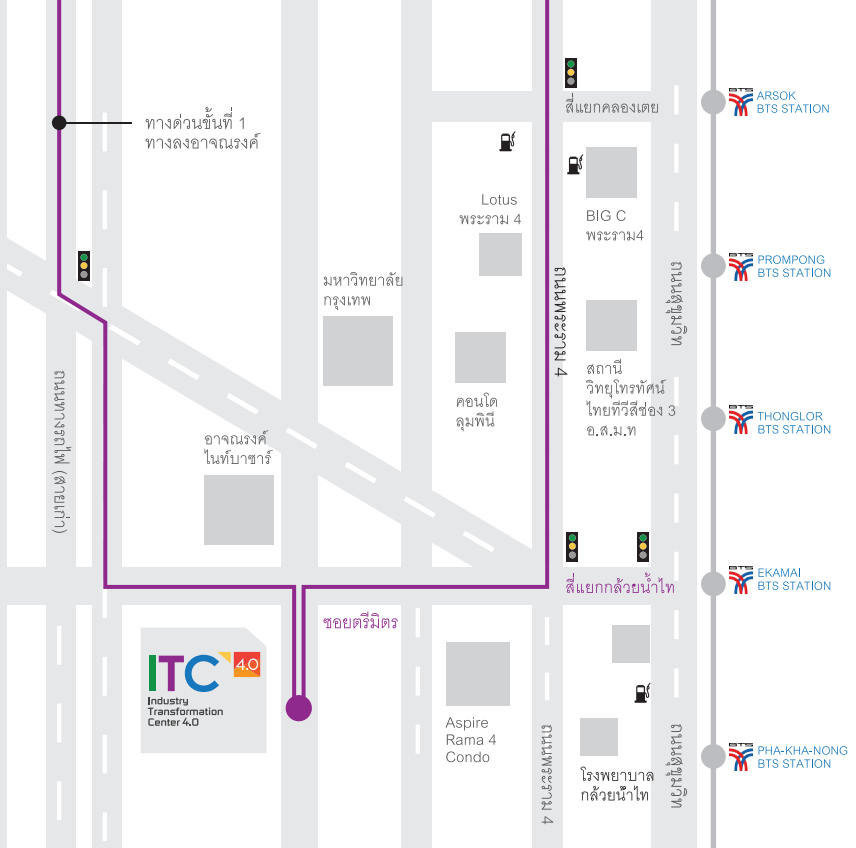 ทางด่วนขั้นที่ 1
ทางลงอาจณรงค์
สี่แยกคลองเตย
BTS
ARSOK
BTS STATION
Lotus
พระราม 4
BIG C
พระราม4
BTS
PROMPONG
BTS STATION
มหาวิทยาลัย
กรุงเทพ
ถนนพระราม 4
ถนนสุขุมวิท
สถานี
วิทยุโทรทัศน์
ไทยทีวีสีช่อง 3
อ.ส.ม.ท
คอนโด
ลุมพินี
BTS
THONGLOR
BTS STATION
ถนนทางรถไฟ (สายเก่า)
อาจณรงค์
ไนท์บาซาร์
สี่แยกกล้วยน้ำไท
BTS
EKAMAI
BTS STATION
ซอยตรีมิตร
ITC 4.0
Industry
Transformation
Center 4.0
Aspire
Rama 4
Condo
ถนนพระราม 4
โรงพยาบาล
กล้วยน้ำไท
ถนนสุขุมวิท
BTS
PHA-KHA-NONG
BTS STATION